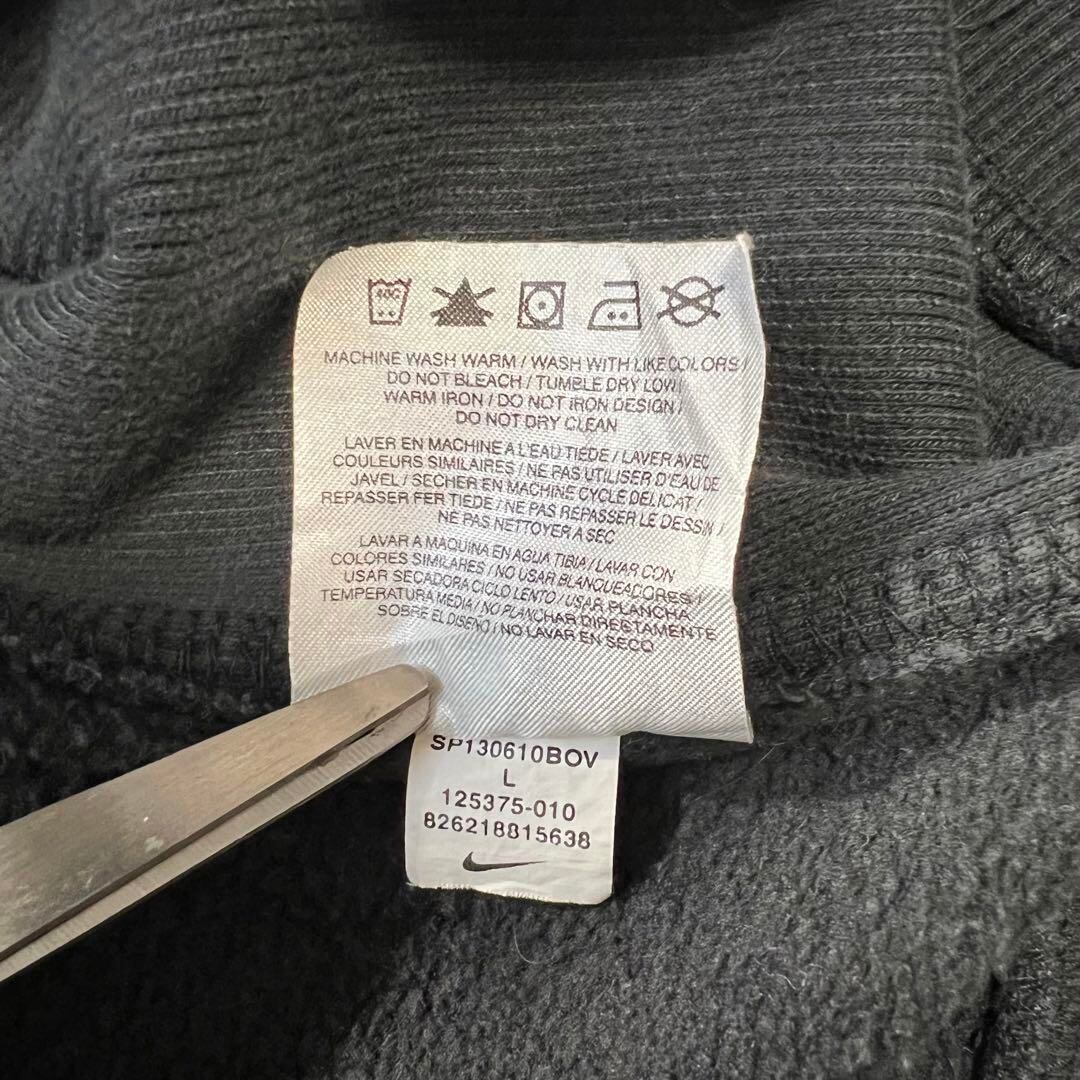 40C
MACHINE WASH WARM / WASH WITH LIKE COLORS /
DO NOT BLEACH / TUMBLE DRY LOW /
WARM IRON / DO NOT IRON DESIGN /
DO NOT DRY CLEAN
LAVER EN MACHINE A L'EAU TIEDE / LAVER AVEC
COULEURS SIMILAIRES / NE PAS UTILISER D'EAU DE
JAVEL / SECHER EN MACHINE CYCLE DELICAT /
REPASSER FER TIEDE / NE PAS REPASSER LE DESSIN /
NE PAS NETTOYER A SEC
LAVAR A MAQUINA EN AGUA TIBIA / LAVAR CON
COLORES SIMILARES / NO USAR BLANQUEADORES /
USAR SECADORA CICLO LENTO / USAR PLANCHA
TEMPERATURA MEDIA / NO PLANCHAR DIRECTAMENTE
SOBRE EL DISENO / NO LAVAR EN SECO
SP130610BOV
L
125375-010
826218815638